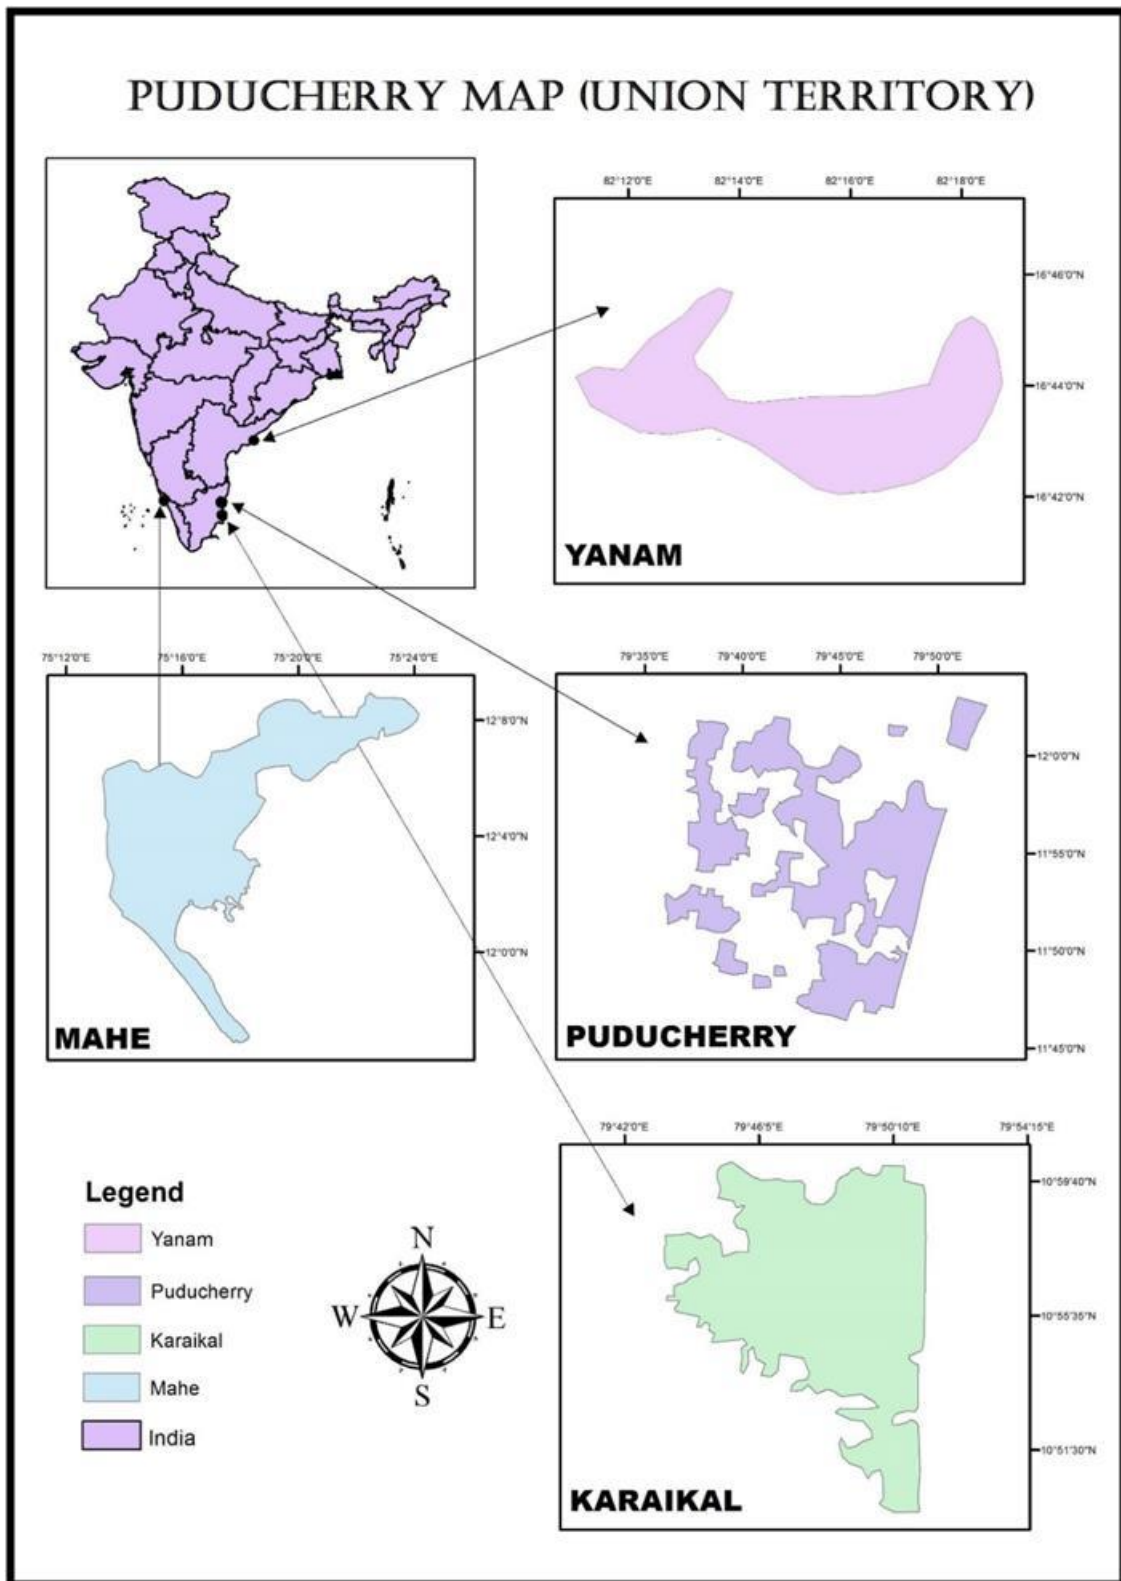 PUDUCHERRY MAP (UNION TERRITORY)
82°12'0"E 82°14'0"E 82°16'0"E 82°18'0"E
16°46'0"N
16°44'0"N
16°42'0"N
YANAM
75°12'0"E 75°16'0"E 75°20'0"E 75°24'0"E
12°8'0"N
12°4'0"N
12°0'0"N
MAHE
79°35'0"E 79°40'0"E 79°45'0"E 79°50'0"E
12°0'0"N
11°55'0"N
11°50'0"N
11°45'0"N
PUDUCHERRY
79°42'0"E 79°46'5"E 79°50'10"E 79°54'15"E
10°59'40"N
10°55'35"N
10°51'30"N
KARAIKAL
Legend
Yanam
Puducherry
Karaikal
Mahe
India
N
W E
S